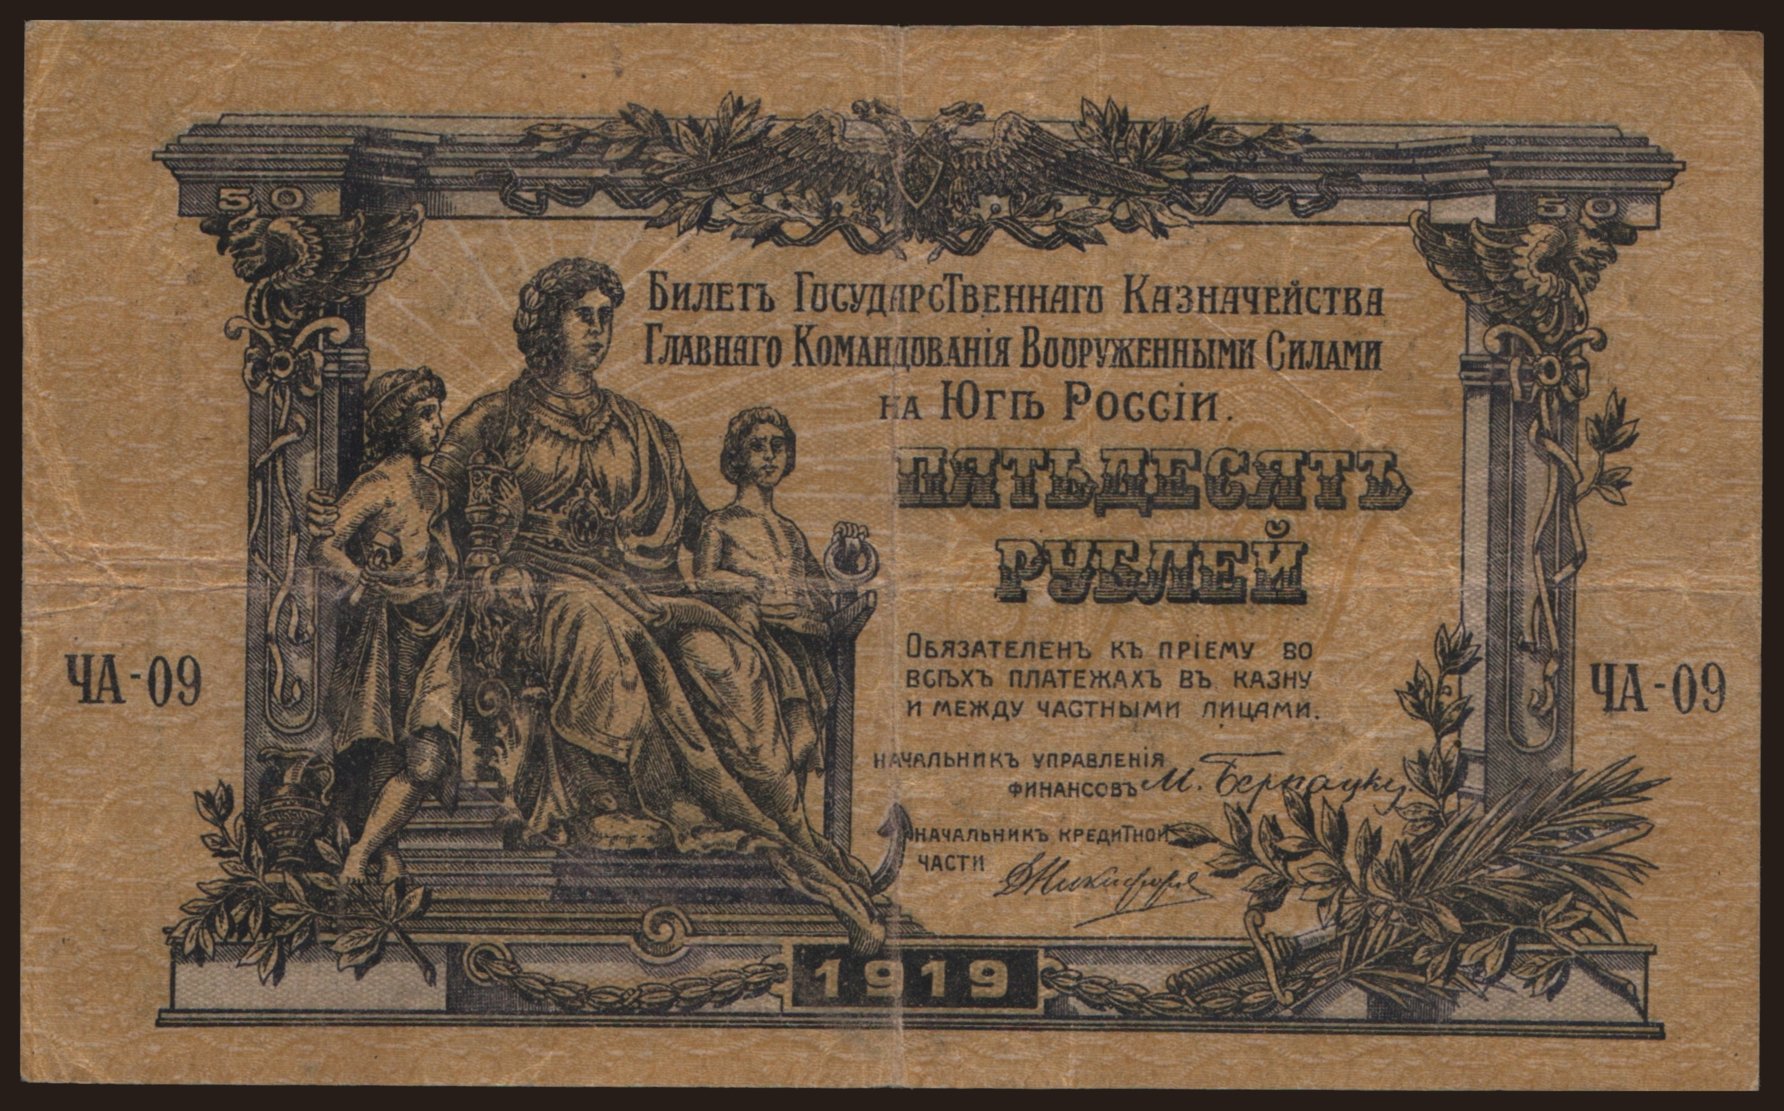 50
50
Билетъ Государственнаго Казначейства
Главнаго Командованія Вооруженными Силами
на Югѣ Россіи.
ПЯТЬДЕСЯТЪ
РУБЛЕЙ
Обязателенъ къ пріему во
всѣхъ платежахъ въ казну
и между частными лицами.
ЧА-09
ЧА-09
Начальникъ управленія
финансовъ М. Бернацкій
Начальникъ кредитной
части
1919